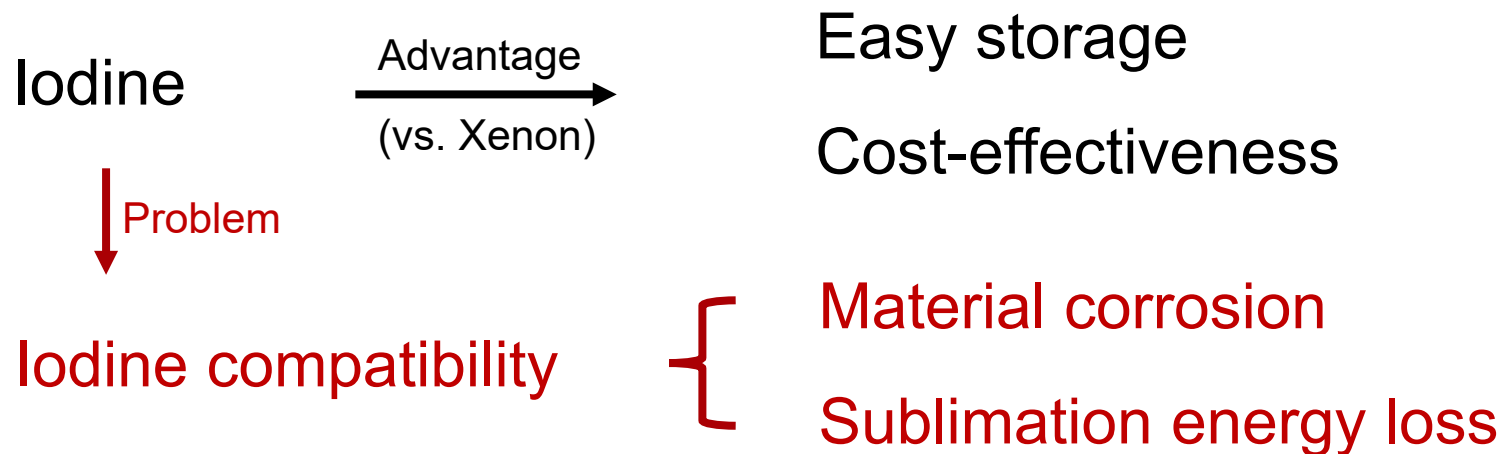 Iodine
Advantage
(vs. Xenon)
Easy storage
Cost-effectiveness
Problem
Iodine compatibility
Material corrosion
Sublimation energy loss